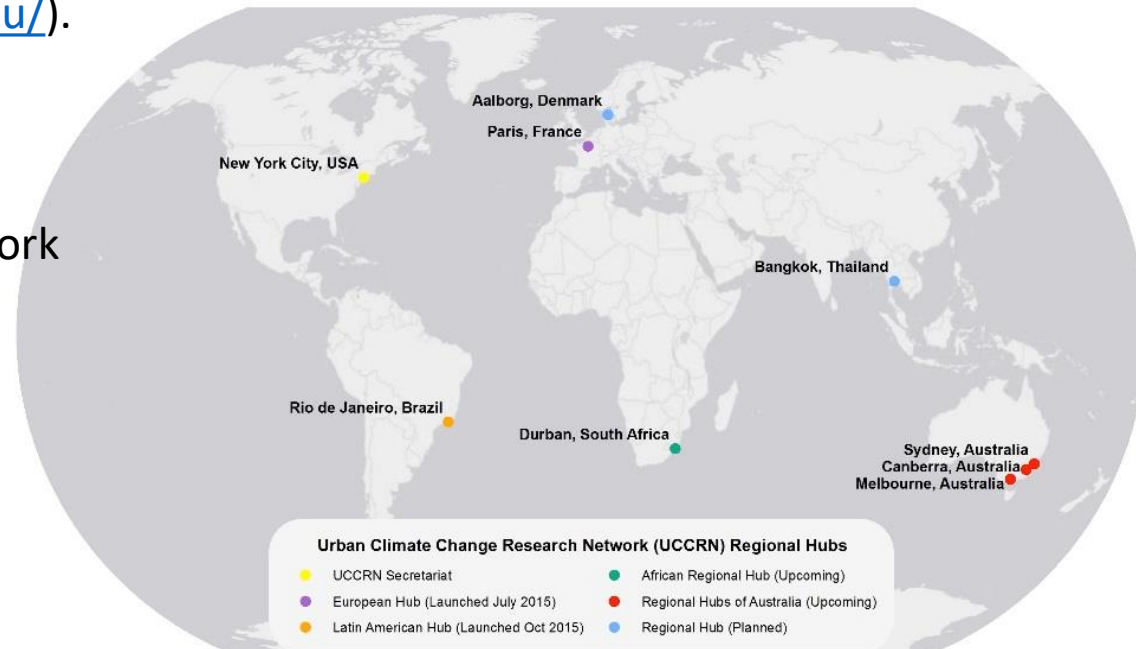 u/).
ork
Aalborg, Denmark
Paris, France
New York City, USA
Bangkok, Thailand
Rio de Janeiro, Brazil
Durban, South Africa
Sydney, Australia
Canberra, Australia
Melbourne, Australia
Urban Climate Change Research Network (UCCRN) Regional Hubs
UCCRN Secretariat
European Hub (Launched July 2015)
Latin American Hub (Launched Oct 2015)
African Regional Hub (Upcoming)
Regional Hubs of Australia (Upcoming)
Regional Hub (Planned)